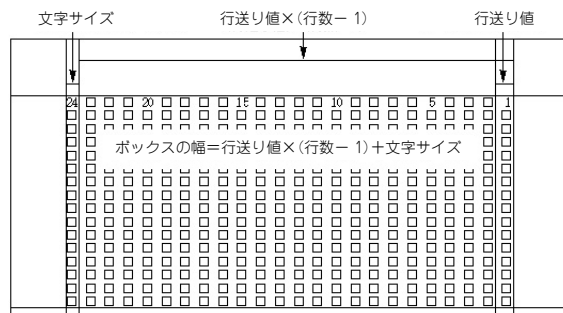 文字サイズ 行送り値×(行数－1) 行送り値
24 20 15 10 5 1
ボックスの幅＝行送り値×(行数－1)＋文字サイズ